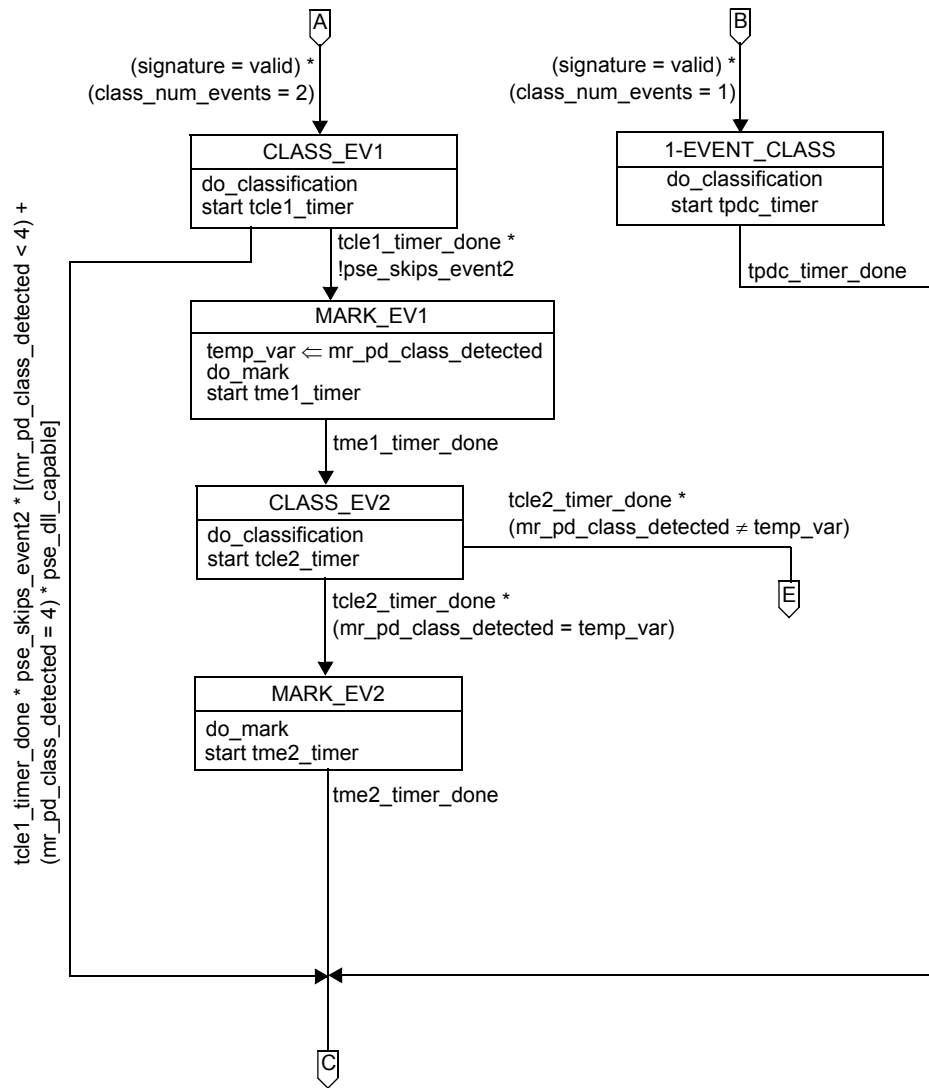 A
(signature = valid) *
(class_num_events = 2)
CLASS_EV1
do_classification
start tcle1_timer
tcle1_timer_done *
!pse_skips_event2
tcle1_timer_done * pse_skips_event2 * [(mr_pd_class_detected < 4) +
(mr_pd_class_detected = 4) * pse_dll_capable]
MARK_EV1
temp_var ⇐ mr_pd_class_detected
do_mark
start tme1_timer
tme1_timer_done
CLASS_EV2
do_classification
start tcle2_timer
tcle2_timer_done *
(mr_pd_class_detected ≠ temp_var)
E
tcle2_timer_done *
(mr_pd_class_detected = temp_var)
MARK_EV2
do_mark
start tme2_timer
tme2_timer_done
C
B
(signature = valid) *
(class_num_events = 1)
1-EVENT_CLASS
do_classification
start tpdc_timer
tpdc_timer_done